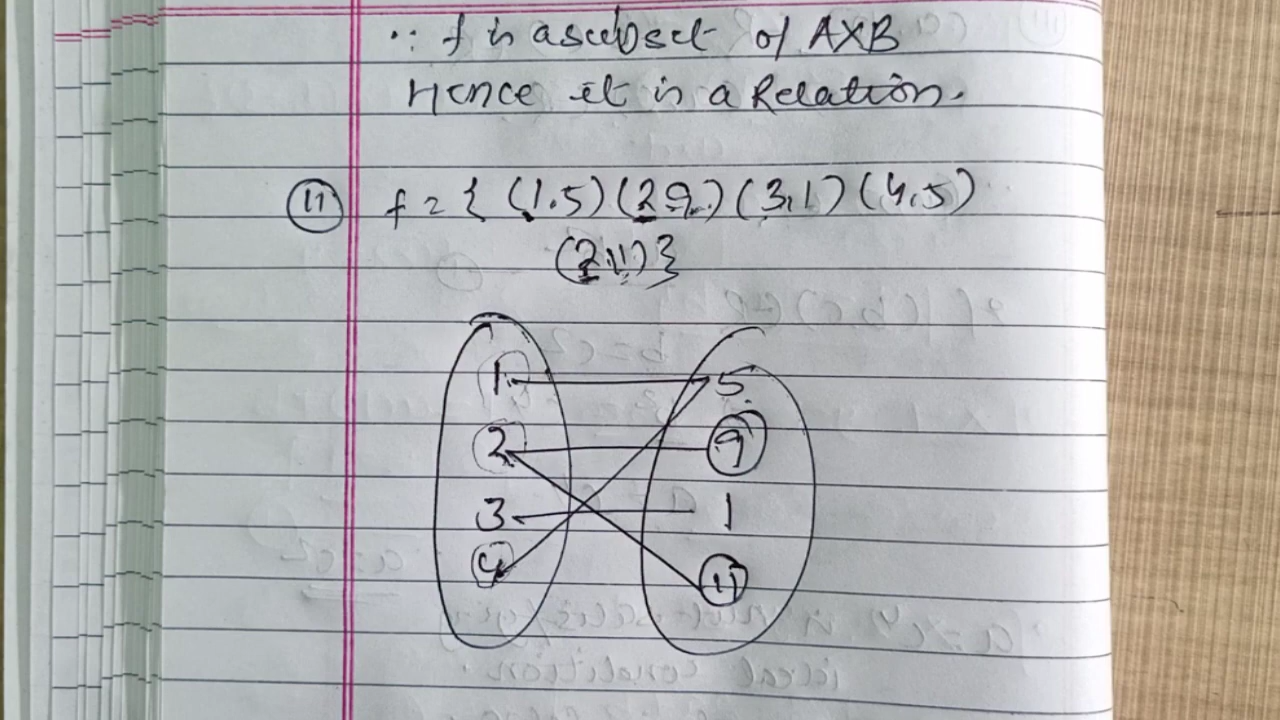 ∴ f is a subset of AXB
Hence it is a Relation.
(ii) f = { (1.5) (2 9) (3,1) (4,5)
(2,11) }
1 5
2 9
3 1
4 11